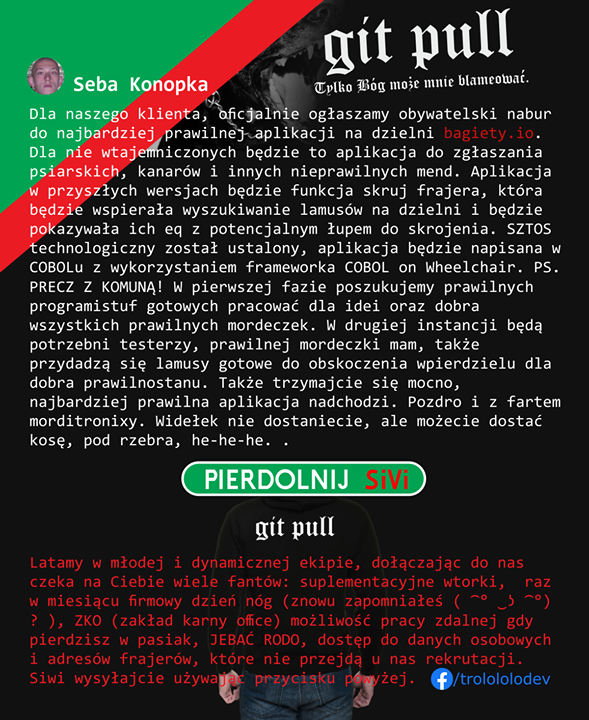 git pull
Tylko Bóg może mnie blameować.
Seba Konopka
Dla naszego klienta, oficjalnie ogłaszamy obywatelski nabur
do najbardziej prawilnej aplikacji na dzielni bagiety.io.
Dla nie wtajemniczonych będzie to aplikacja do zgłaszania
psiarskich, kanarów i innych nieprawilnych mend. Aplikacja
w przyszłych wersjach będzie funkcja skruj frajera, która
będzie wspierała wyszukiwanie lamusów na dzielni i będzie
pokazywała ich eq z potencjalnym łupem do skrojenia. SZTOS
technologiczny został ustalony, aplikacja będzie napisana w
COBOLu z wykorzystaniem frameworka COBOL on Wheelchair. PS.
PRECZ Z KOMUNĄ! W pierwszej fazie poszukujemy prawilnych
programistuf gotowych pracować dla idei oraz dobra
wszystkich prawilnych mordeczek. W drugiej instancji będą
potrzebni testerzy, prawilnej mordeczki mam, także
przydadzą się lamusy gotowe do obskoczenia wpierdzielu dla
dobra prawilnostanu. Także trzymajcie się mocno,
najbardziej prawilna aplikacja nadchodzi. Pozdro i z fartem
morditronixy. Widełek nie dostaniecie, ale możecie dostać
kosę, pod rzebra, he-he-he. .
PIERDOLNIJ SiVi
git pull
Latamy w młodej i dynamicznej ekipie, dołączając do nas
czeka na Ciebie wiele fantów: suplementacyjne wtorki, raz
w miesiącu firmowy dzień nóg (znowu zapomniałeś ( ͡° ͜ʖ ͡°)
? ), ZKO (zakład karny office) możliwość pracy zdalnej gdy
pierdzisz w pasiak, JEBAĆ RODO, dostęp do danych osobowych
i adresów frajerów, które nie przejdą u nas rekrutacji.
Siwi wysyłajcie używając przycisku powyżej. /trolololodev